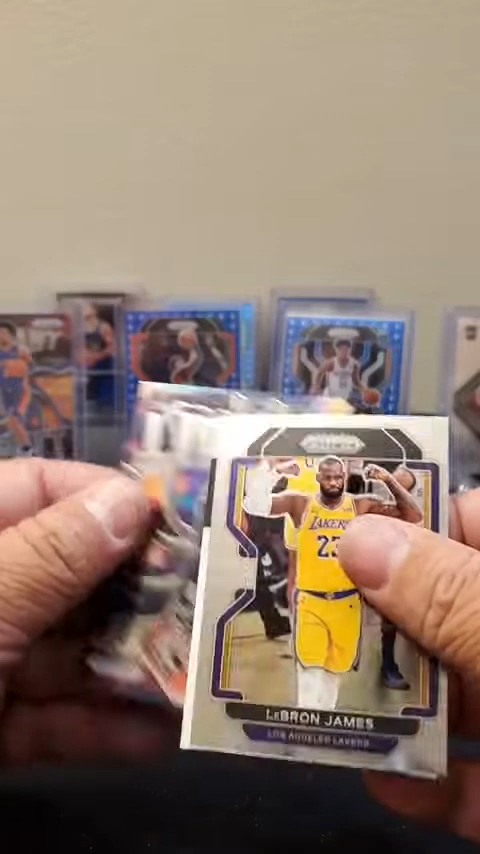 PRIZM
LAKERS
23
LEBRON JAMES
LOS ANGELES LAKERS